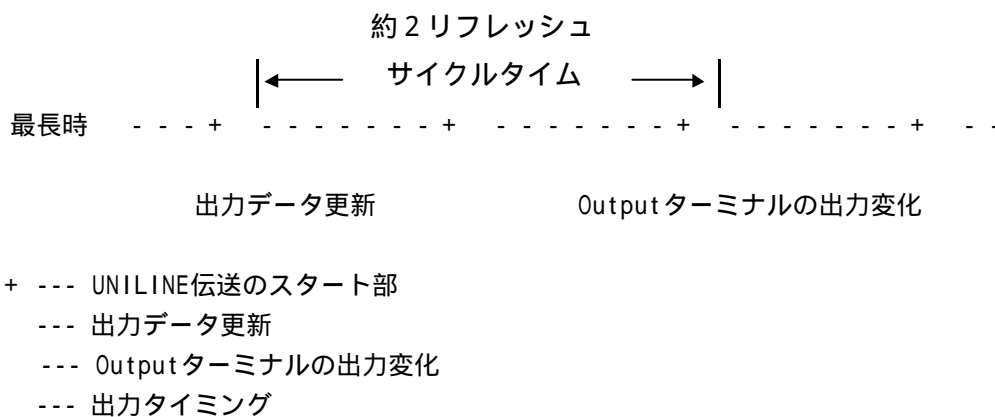 約2リフレッシュ
サイクルタイム
最長時 - - - + - - - - - - - + - - - - - - - + - - - - - - - + - -
出力データ更新 Outputターミナルの出力変化
+ --- UNILINE伝送のスタート部
--- 出力データ更新
--- Outputターミナルの出力変化
--- 出力タイミング